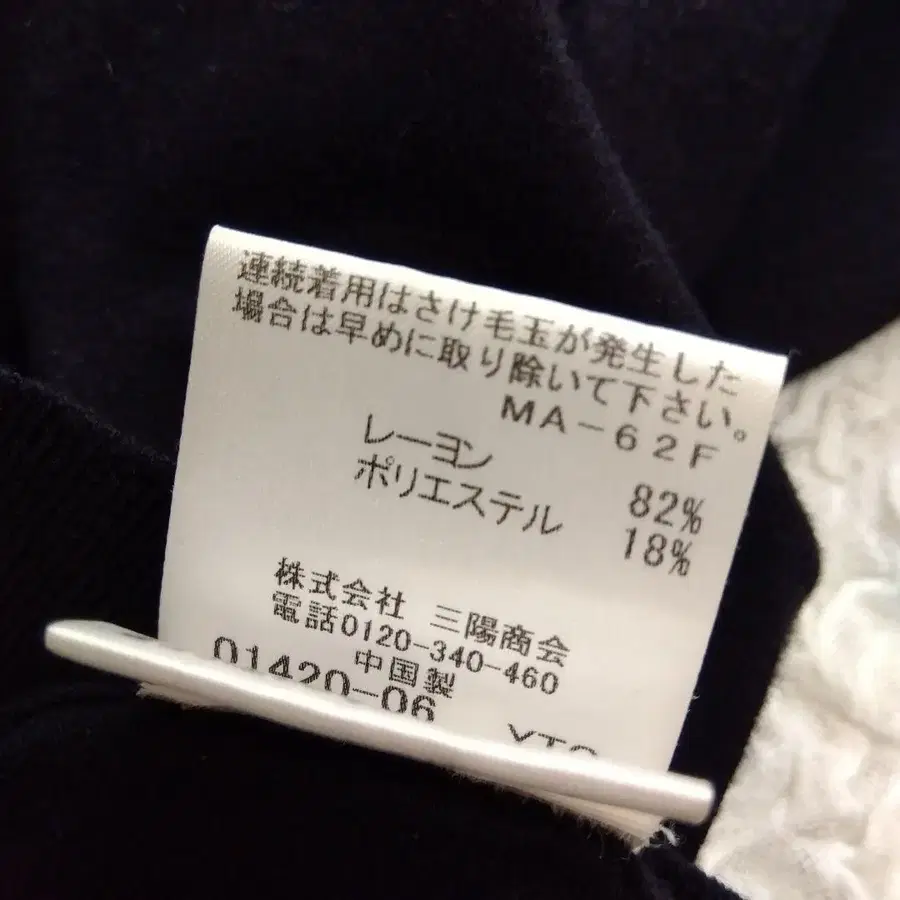 連続着用はさけ毛玉が発生した
場合は早めに取り除いて下さい。
MA-62F
レーヨン 82%
ポリエステル 18%
株式会社 三陽商会
電話0120-340-460
中国製
01420-06